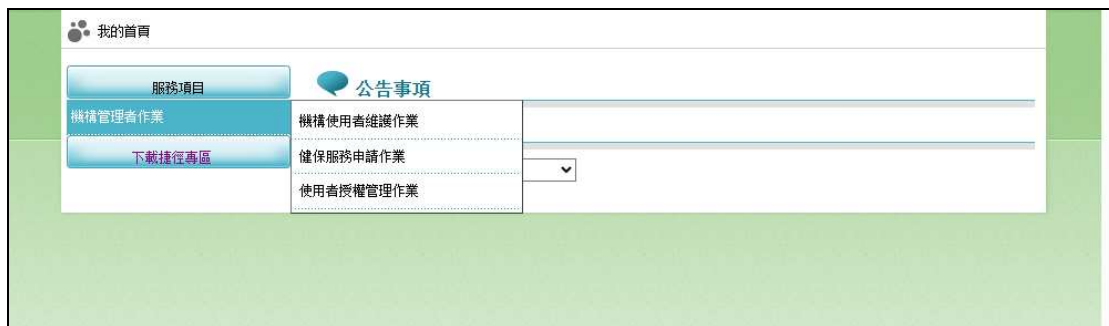 我的首頁
服務項目
公告事項
機構管理者作業
機構使用者維護作業
下載捷徑專區
健保服務申請作業
使用者授權管理作業